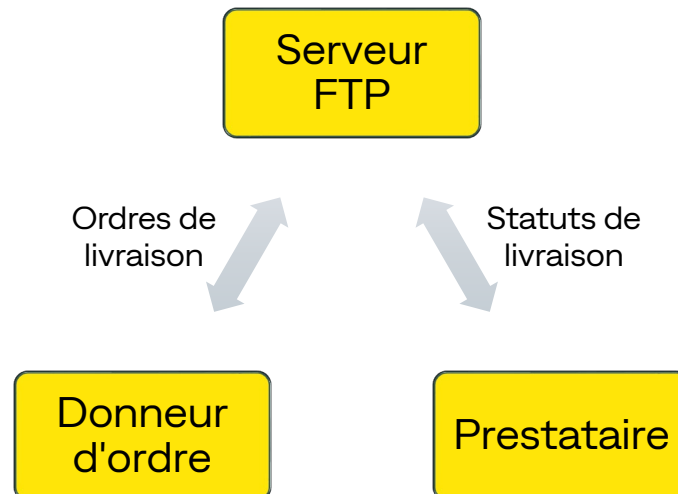 Serveur
FTP
Ordres de
livraison
Statuts de
livraison
Donneur
d'ordre
Prestataire